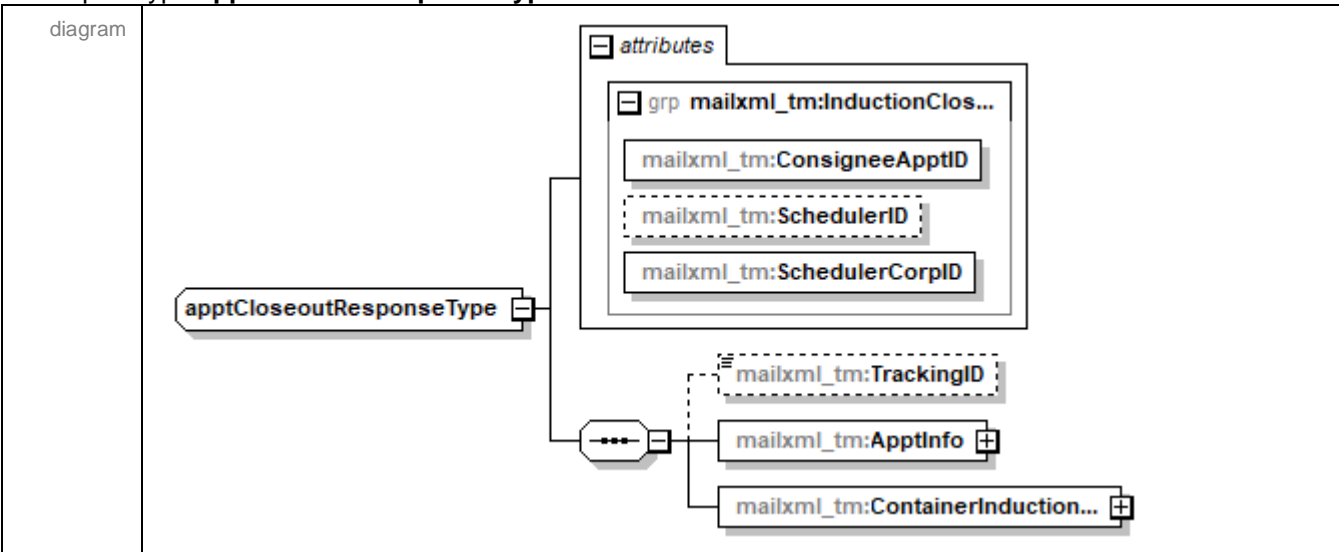 diagram
attributes
grp mailxml_tm:InductionClos...
mailxml_tm:ConsigneeApptID
mailxml_tm:SchedulerID
mailxml_tm:SchedulerCorpID
apptCloseoutResponseType
mailxml_tm:TrackingID
mailxml_tm:ApptInfo
mailxml_tm:ContainerInduction...